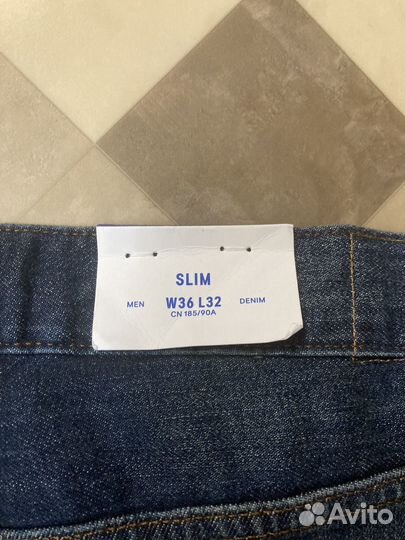 SLIM
MEN W36 L32 DENIM
CN 185/90A
Avito